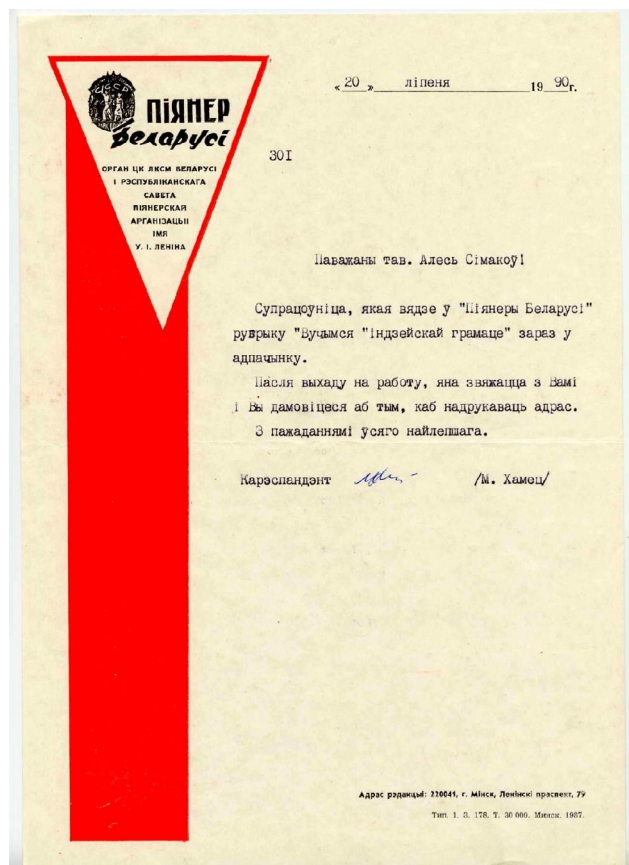 БССР
ПІЯНЕР
Беларусі
ОРГАН ЦК ЛКСМ БЕЛАРУСІ
І РЭСПУБЛІКАНСКАГА
САВЕТА
ПІЯНЕРСКАЙ
АРГАНІЗАЦЫІ
ІМЯ
У. І. ЛЕНІНА
«20» ліпеня 1990г.
301
Паважаны тав. Алесь Сімакоў!
Супрацоўніца, якая вядзе ў "Піянеры Беларусі"
рубрыку "Вучымся "індзейскай грамаце" зараз у
адпачынку.
Пасля выхаду на работу, яна звяжацца з Вамі
і Вы дамовіцеся аб тым, каб надрукаваць адрас.
З пажаданнямі ўсяго найлепшага.
Карэспандэнт /М. Хамец/
Адрас рэдакцыі: 220041, г. Мінск, Ленінскі праспект, 79
Тип. 1. З. 178. Т. 30 000. Минск. 1987.